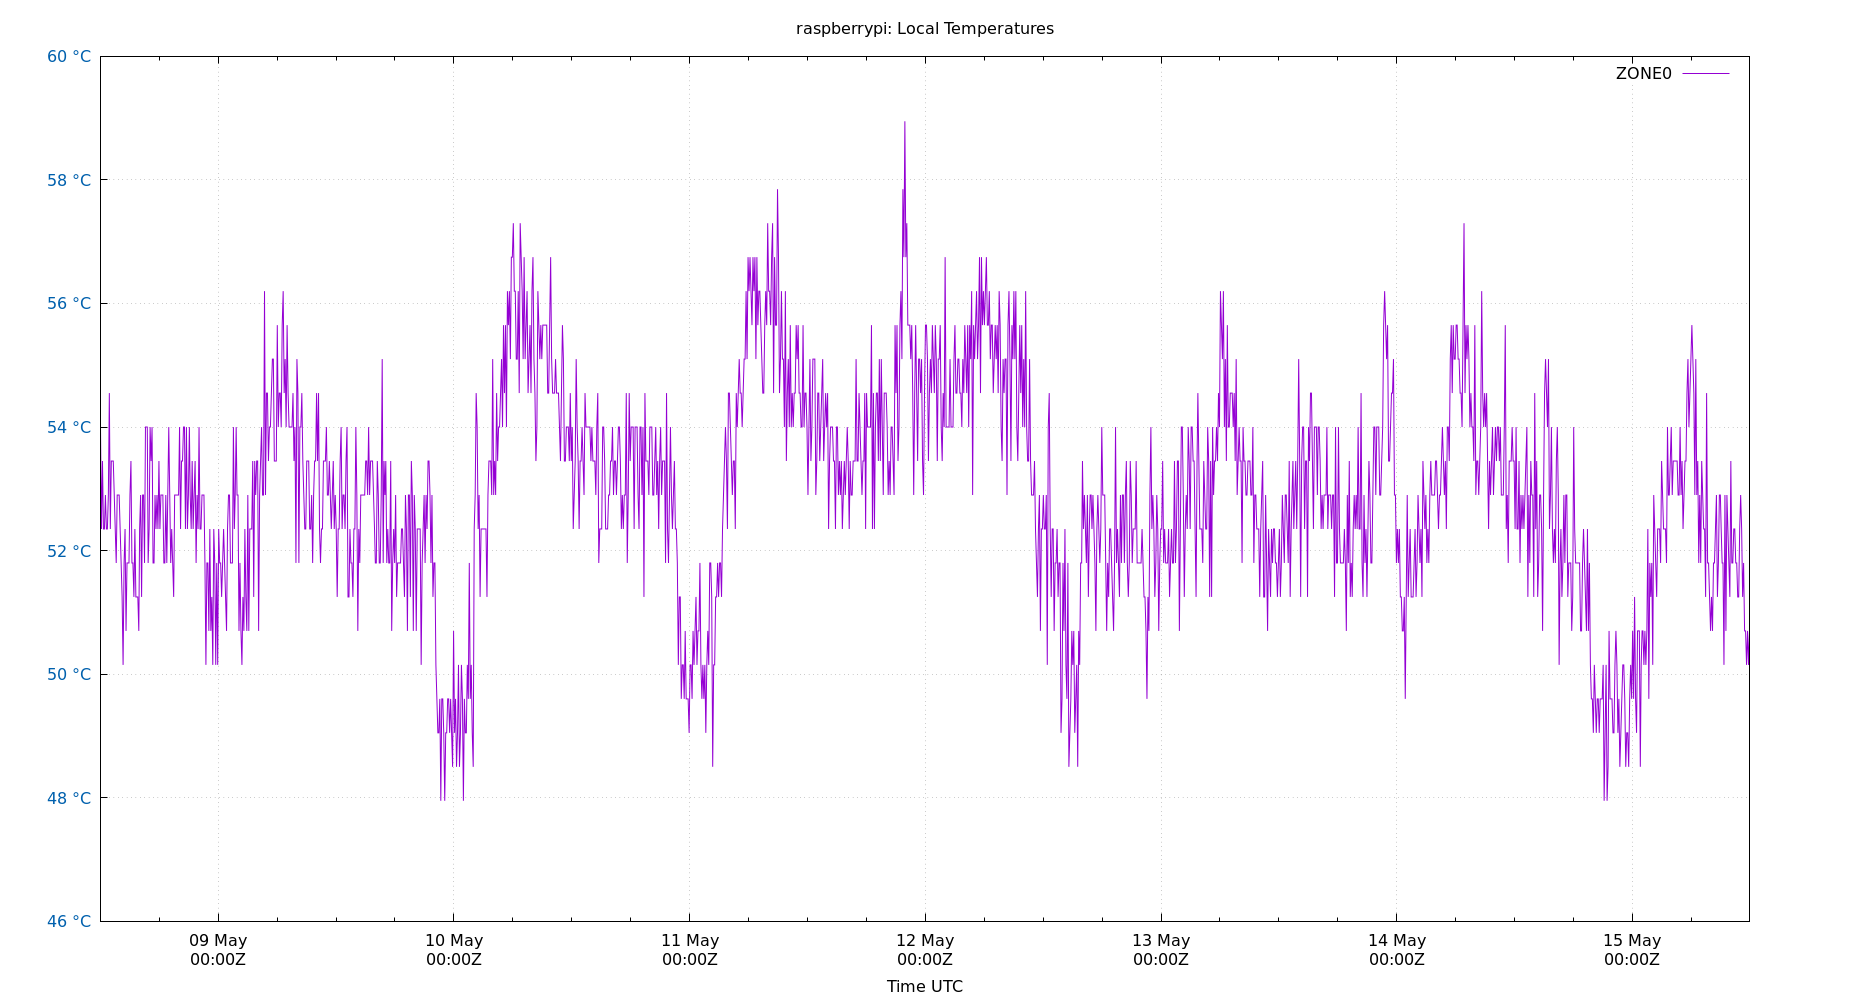 raspberrypi: Local Temperatures
60 °C
ZONE0
58 °C
56 °C
54 °C
52 °C
50 °C
48 °C
46 °C
09 May 10 May 11 May 12 May 13 May 14 May 15 May
00:00Z 00:00Z 00:00Z 00:00Z 00:00Z 00:00Z 00:00Z
Time UTC